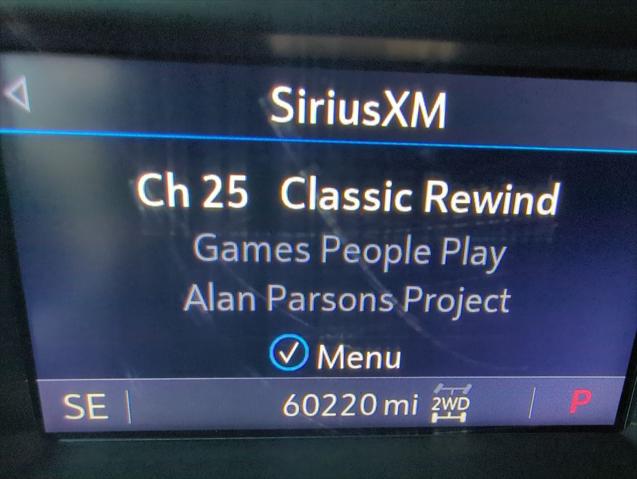 SiriusXM
Ch 25 Classic Rewind
Games People Play
Alan Parsons Project
Menu
SE 60220 mi 2WD P